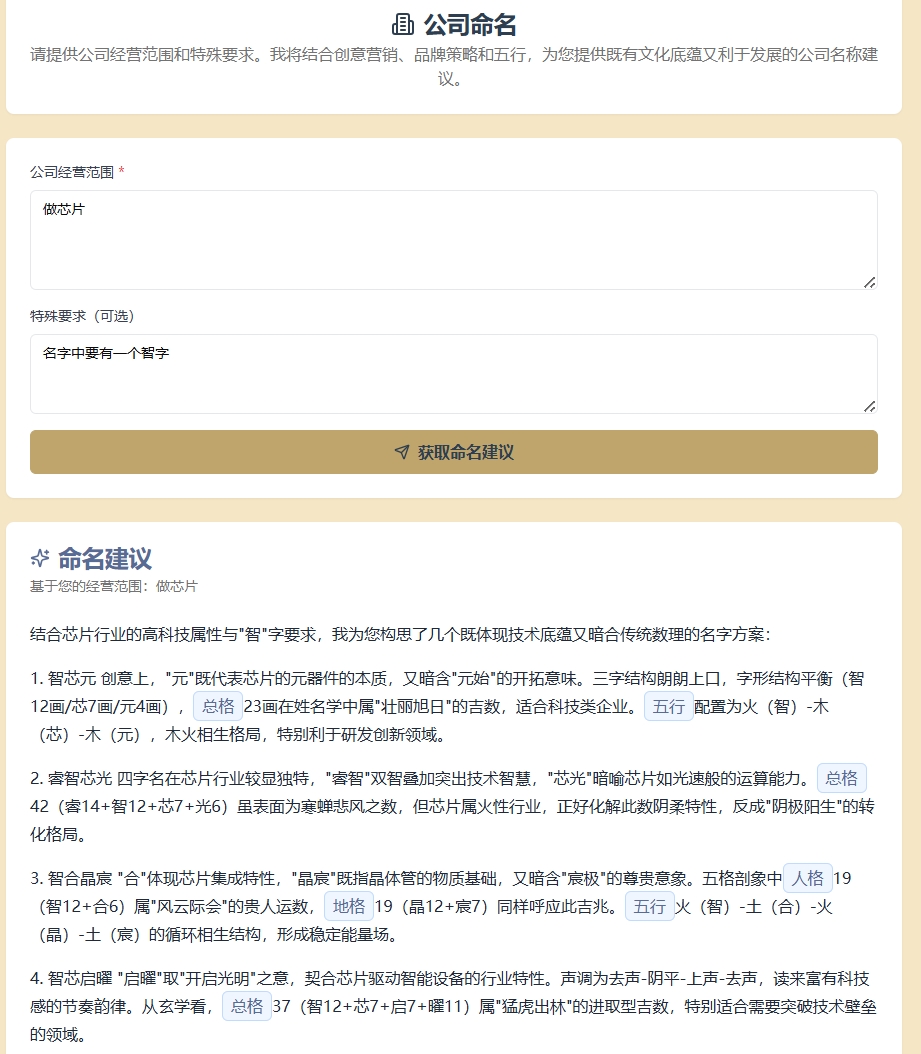 公司命名
请提供公司经营范围和特殊要求。我将结合创意营销、品牌策略和五行，为您提供既有文化底蕴又利于发展的公司名称建
议。
公司经营范围 *
做芯片
特殊要求（可选）
名字中要有一个智字
获取命名建议
命名建议
基于您的经营范围：做芯片
结合芯片行业的高科技属性与"智"字要求，我为您构思了几个既体现技术底蕴又暗合传统数理的名字方案：
1. 智芯元 创意上，"元"既代表芯片的元器件的本质，又暗含"元始"的开拓意味。三字结构朗朗上口，字形结构平衡（智
12画/芯7画/元4画），总格23画在姓名学中属"壮丽旭日"的吉数，适合科技类企业。五行配置为火（智）-木
（芯）-木（元），木火相生格局，特别利于研发创新领域。
2. 睿智芯光 四字名在芯片行业较显独特，"睿智"双智叠加突出技术智慧，"芯光"暗喻芯片如光速般的运算能力。总格
42（睿14+智12+芯7+光6）虽表面为寒蝉悲风之数，但芯片属火性行业，正好化解此数阴柔特性，反成"阴极阳生"的转
化格局。
3. 智合晶宸 "合"体现芯片集成特性，"晶宸"既指晶体管的物质基础，又暗含"宸极"的尊贵意象。五格剖象中人格19
（智12+合6）属"风云际会"的贵人运数，地格19（晶12+宸7）同样呼应此吉兆。五行火（智）-土（合）-火
（晶）-土（宸）的循环相生结构，形成稳定能量场。
4. 智芯启曜 "启曜"取"开启光明"之意，契合芯片驱动智能设备的行业特性。声调为去声-阴平-上声-去声，读来富有科技
感的节奏韵律。从玄学看，总格37（智12+芯7+启7+曜11）属"猛虎出林"的进取型吉数，特别适合需要突破技术壁垒
的领域。